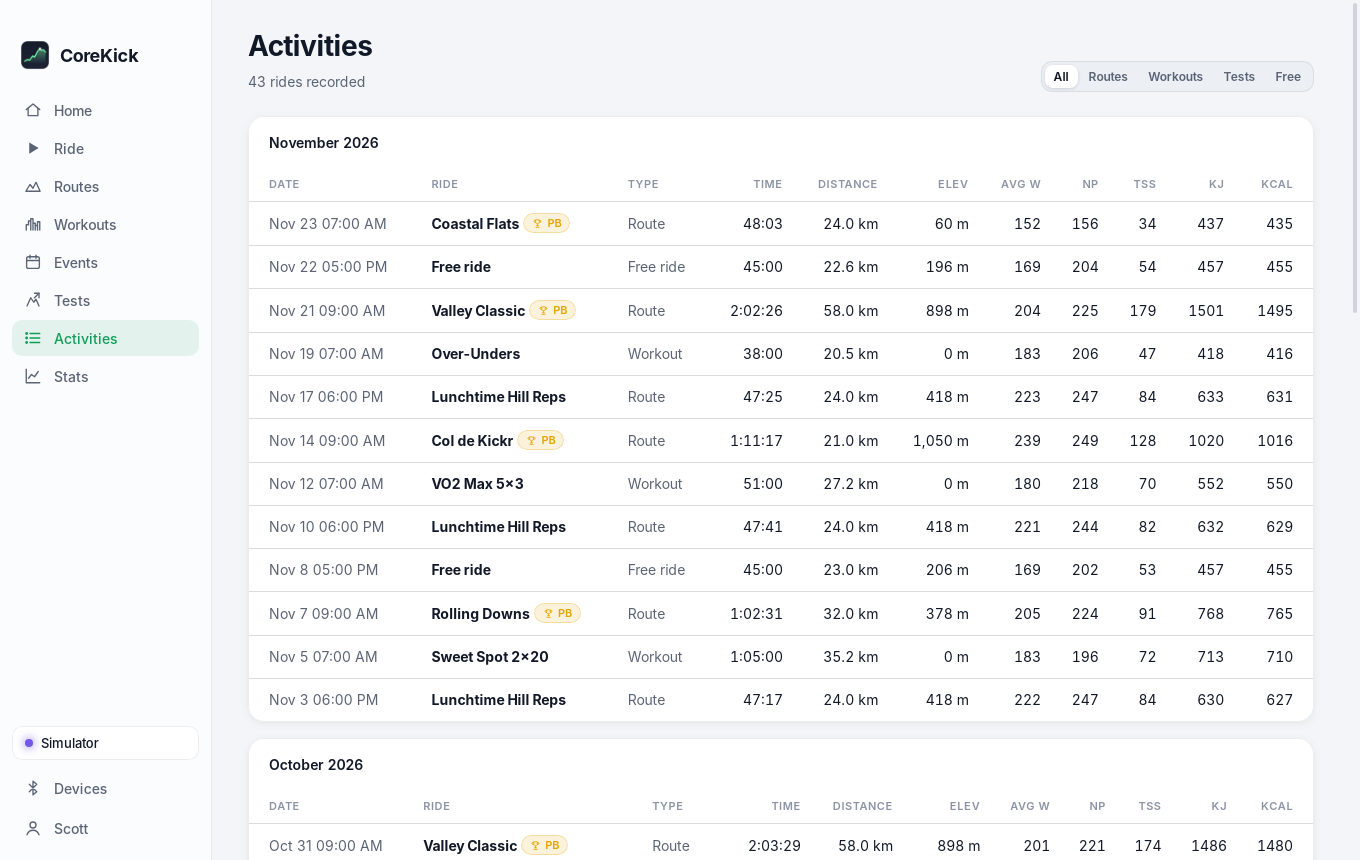 CoreKick
Home
Ride
Routes
Workouts
Events
Tests
Activities
Stats
Simulator
Devices
Scott
Activities
43 rides recorded
All Routes Workouts Tests Free
November 2026
DATE RIDE TYPE TIME DISTANCE ELEV AVG W NP TSS KJ KCAL
Nov 23 07:00 AM Coastal Flats PB Route 48:03 24.0 km 60 m 152 156 34 437 435
Nov 22 05:00 PM Free ride Free ride 45:00 22.6 km 196 m 169 204 54 457 455
Nov 21 09:00 AM Valley Classic PB Route 2:02:26 58.0 km 898 m 204 225 179 1501 1495
Nov 19 07:00 AM Over-Unders Workout 38:00 20.5 km 0 m 183 206 47 418 416
Nov 17 06:00 PM Lunchtime Hill Reps Route 47:25 24.0 km 418 m 223 247 84 633 631
Nov 14 09:00 AM Col de Kickr PB Route 1:11:17 21.0 km 1,050 m 239 249 128 1020 1016
Nov 12 07:00 AM VO2 Max 5×3 Workout 51:00 27.2 km 0 m 180 218 70 552 550
Nov 10 06:00 PM Lunchtime Hill Reps Route 47:41 24.0 km 418 m 221 244 82 632 629
Nov 8 05:00 PM Free ride Free ride 45:00 23.0 km 206 m 169 202 53 457 455
Nov 7 09:00 AM Rolling Downs PB Route 1:02:31 32.0 km 378 m 205 224 91 768 765
Nov 5 07:00 AM Sweet Spot 2×20 Workout 1:05:00 35.2 km 0 m 183 196 72 713 710
Nov 3 06:00 PM Lunchtime Hill Reps Route 47:17 24.0 km 418 m 222 247 84 630 627
October 2026
DATE RIDE TYPE TIME DISTANCE ELEV AVG W NP TSS KJ KCAL
Oct 31 09:00 AM Valley Classic PB Route 2:03:29 58.0 km 898 m 201 221 174 1486 1480